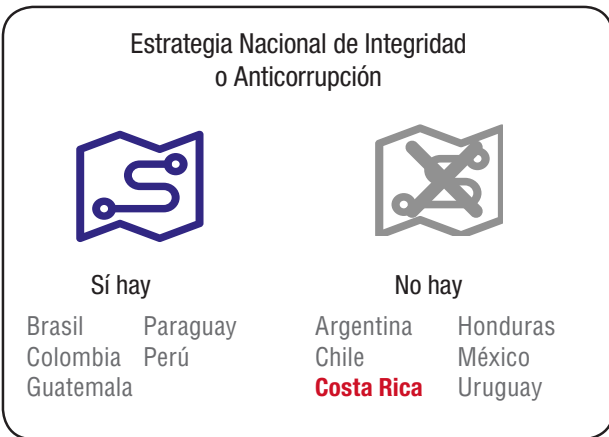 Estrategia Nacional de Integridad
o Anticorrupción
Sí hay
Brasil Paraguay
Colombia Perú
Guatemala
No hay
Argentina Honduras
Chile México
Costa Rica Uruguay